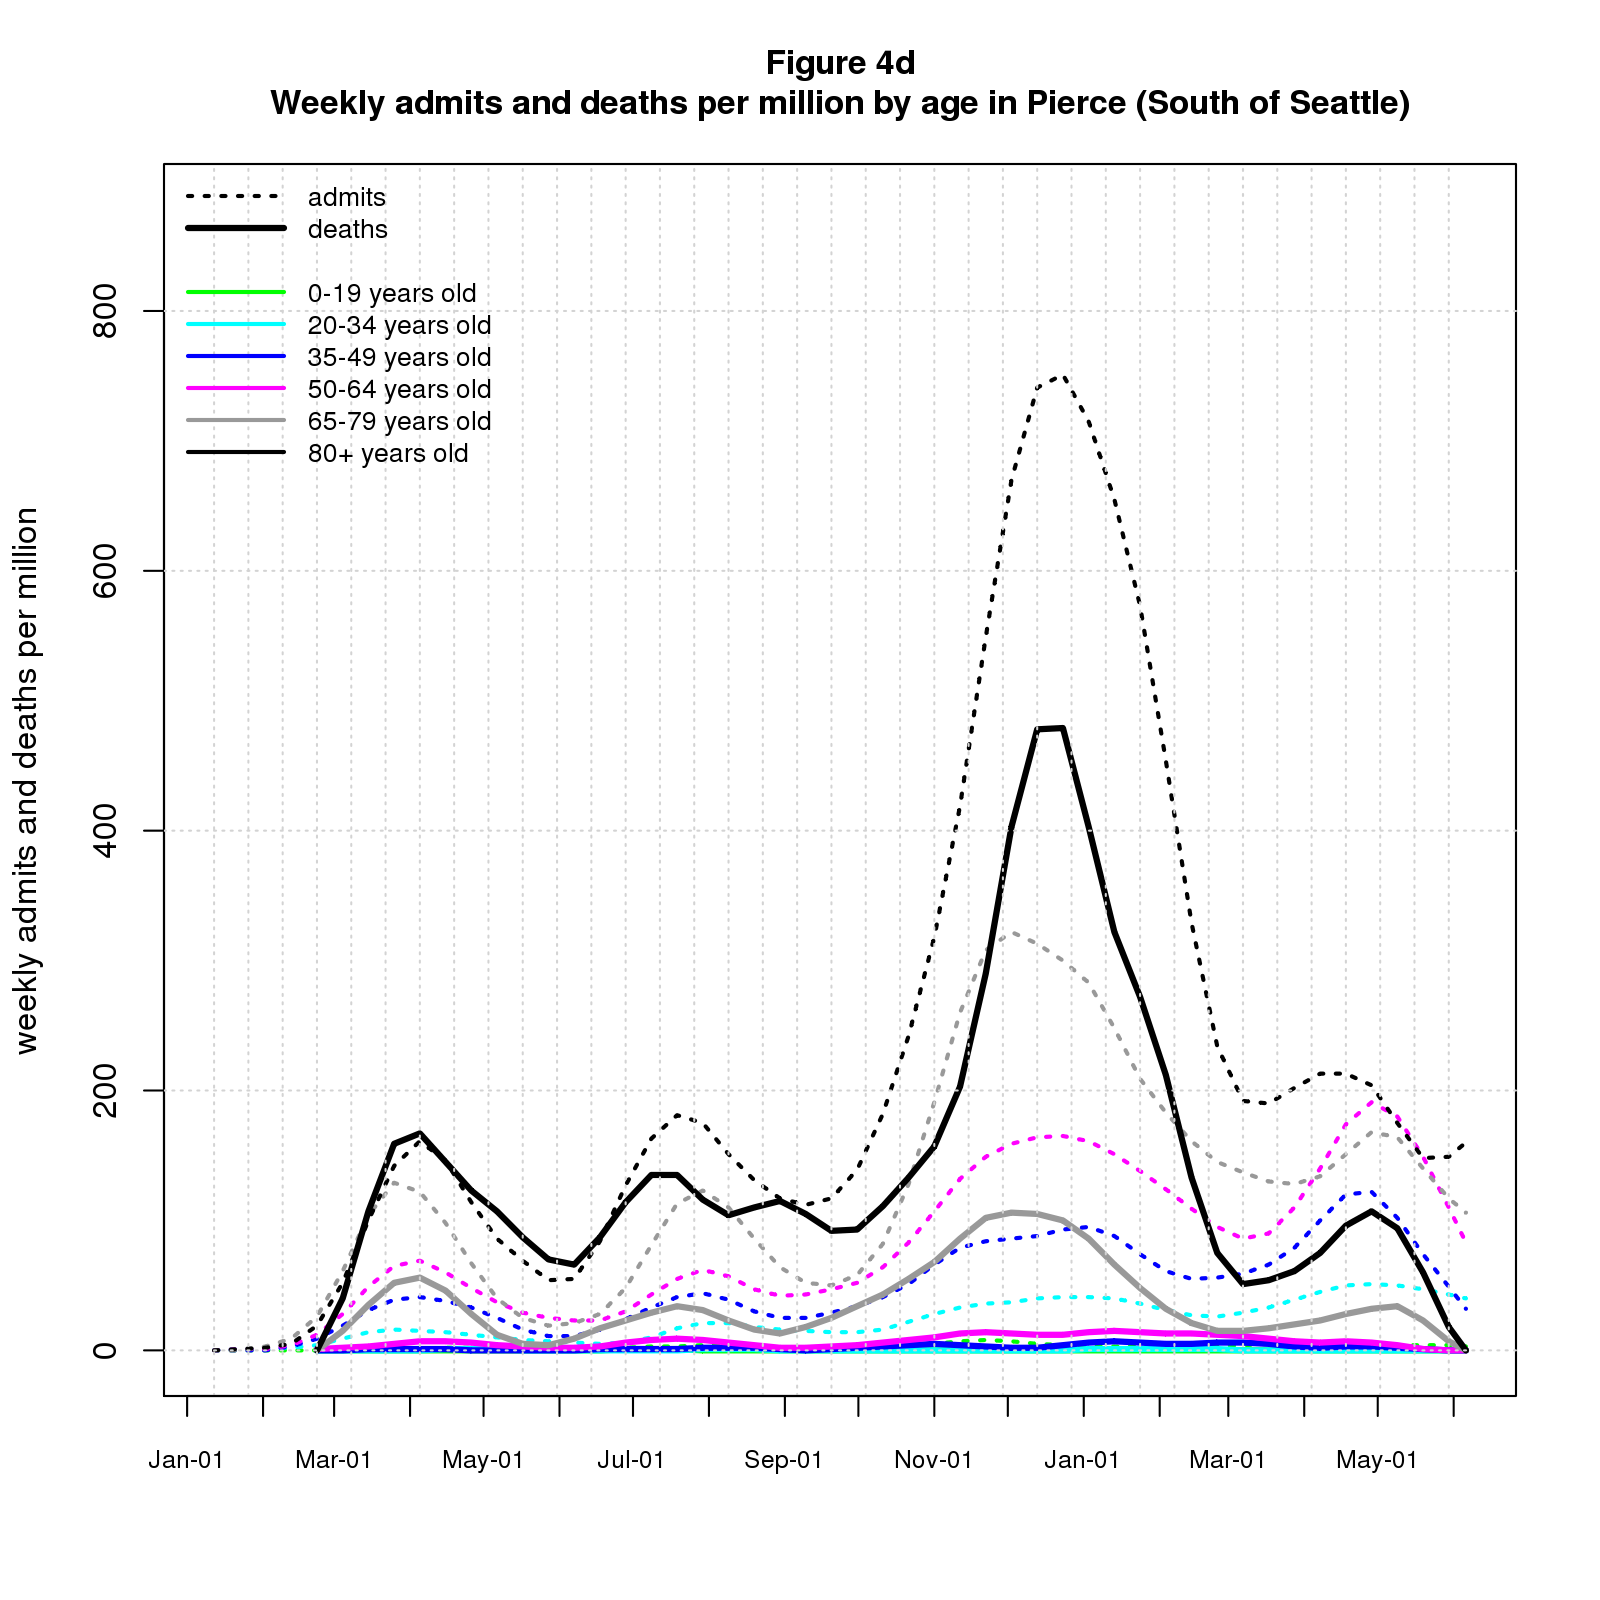 Figure 4d
Weekly admits and deaths per million by age in Pierce (South of Seattle)
admits
deaths
0-19 years old
20-34 years old
35-49 years old
50-64 years old
65-79 years old
80+ years old
weekly admits and deaths per million
800
600
400
200
0
Jan-01 Mar-01 May-01 Jul-01 Sep-01 Nov-01 Jan-01 Mar-01 May-01